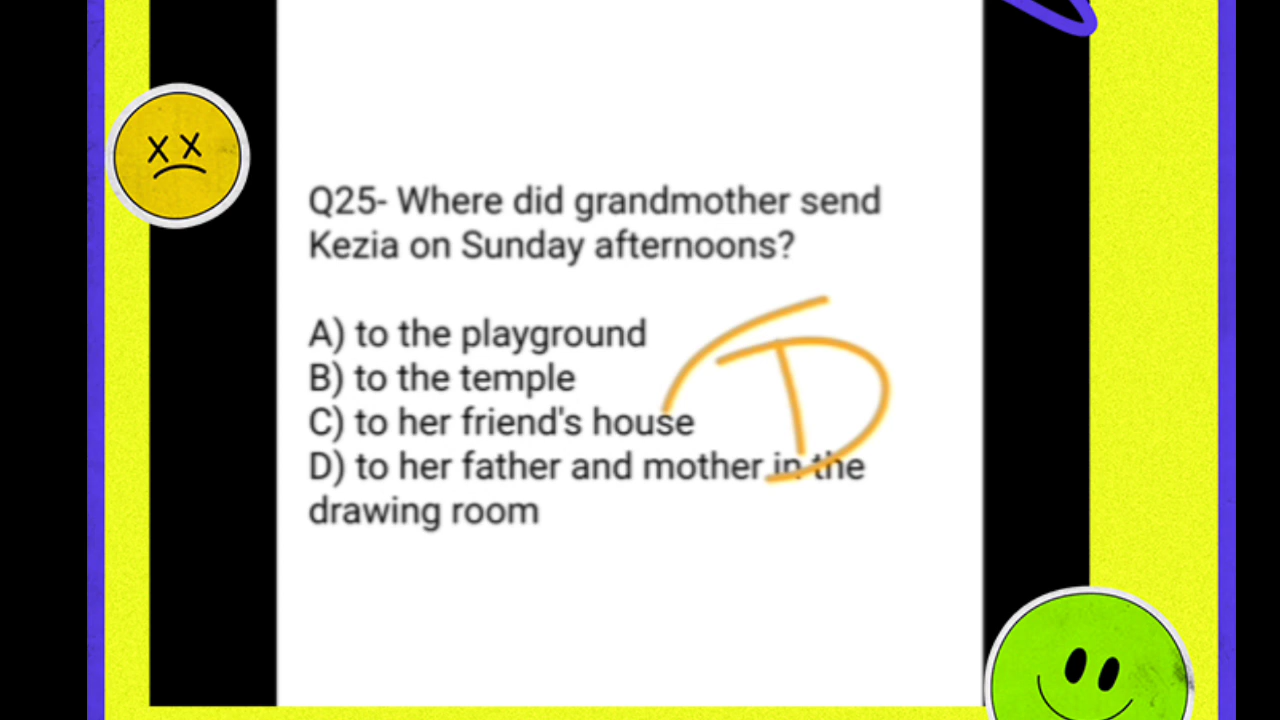 Q25- Where did grandmother send
Kezia on Sunday afternoons?
A) to the playground
B) to the temple
C) to her friend's house
D) to her father and mother in the
drawing room
D